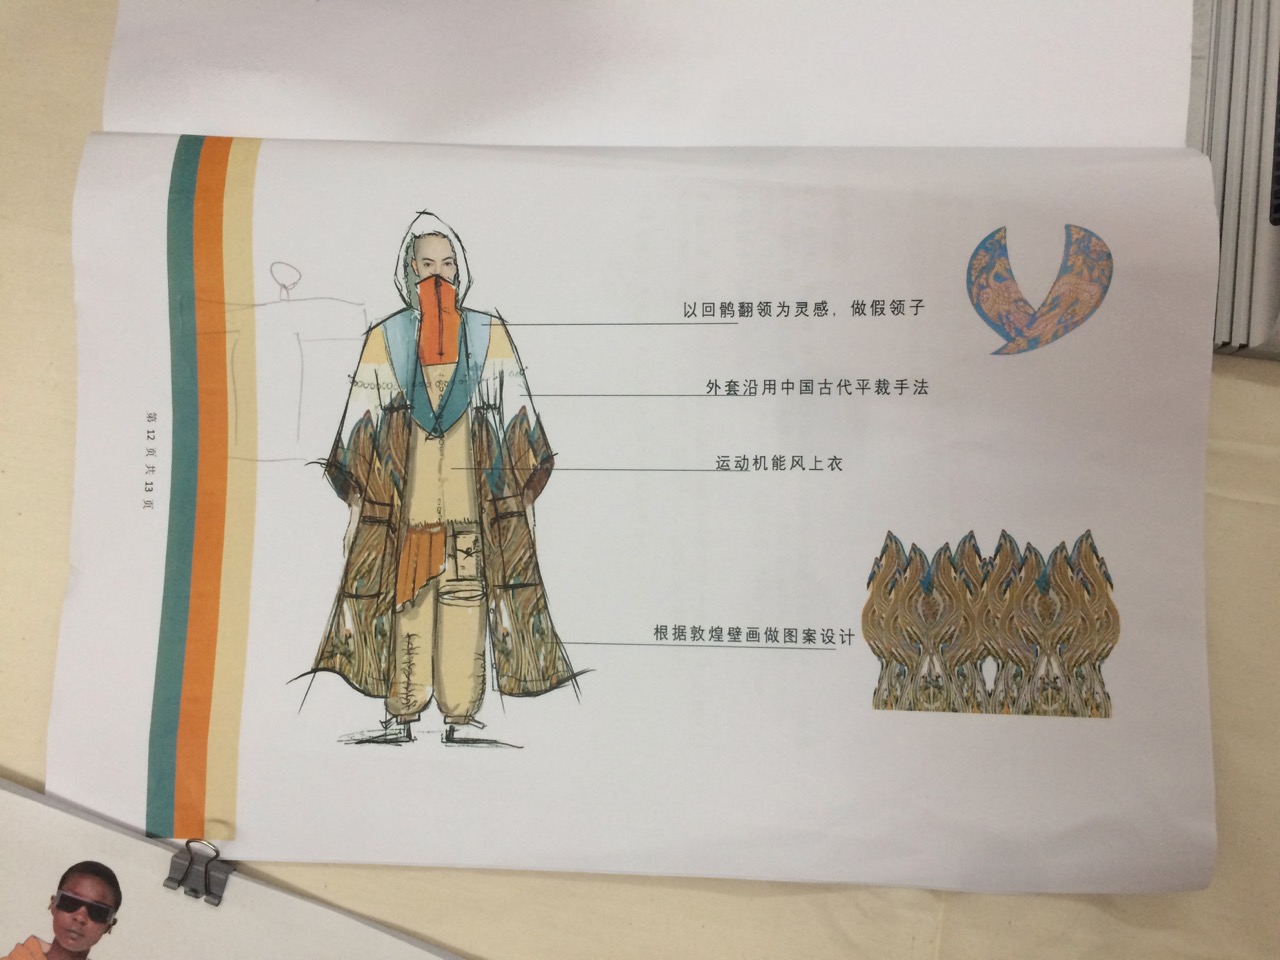 以回鹘翻领为灵感，做假领子
外套沿用中国古代平裁手法
运动机能风上衣
根据敦煌壁画做图案设计
第 12 页 共 13 页